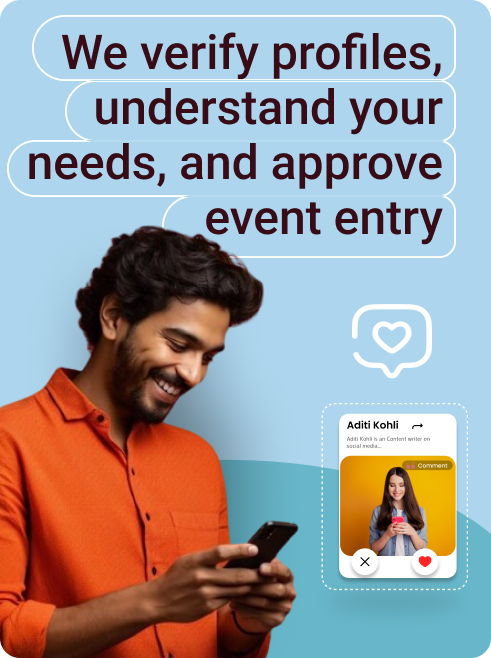 We verify profiles,
understand your
needs, and approve
event entry
Aditi Kohli
Aditi Kohli is an Content writer on
social media...
Comment